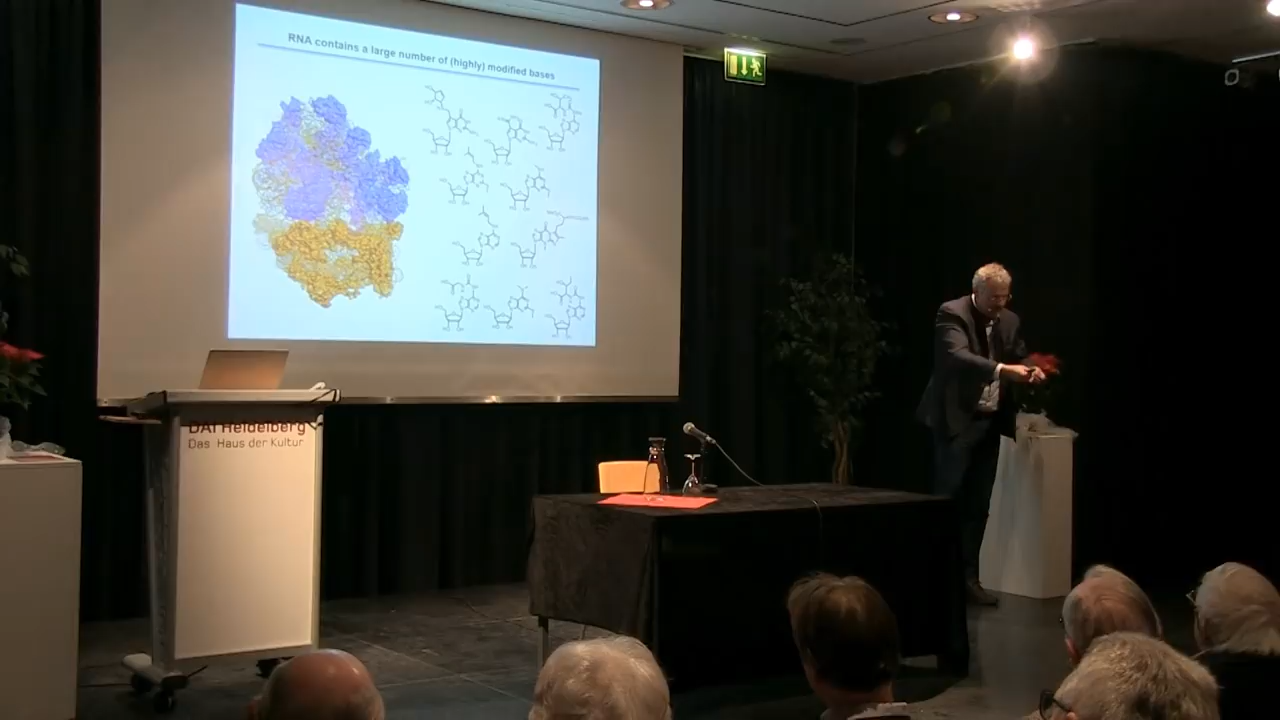 RNA contains a large number of (highly) modified bases
DAI Heidelberg
Das Haus der Kultur